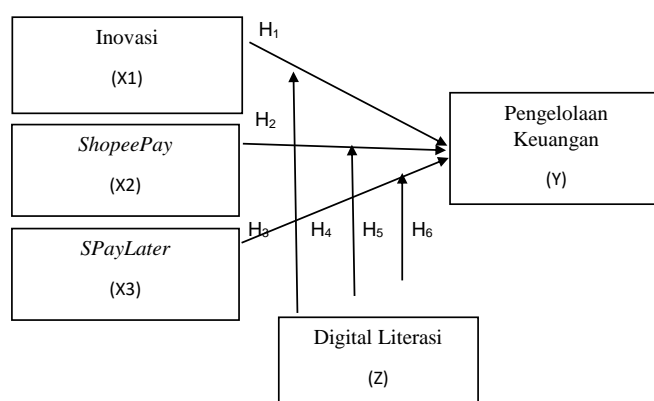 Inovasi
(X1)
H₁
ShopeePay
(X2)
H₂
SPayLater
(X3)
H₃
H₄
H₅
H₆
Pengelolaan
Keuangan
(Y)
Digital Literasi
(Z)